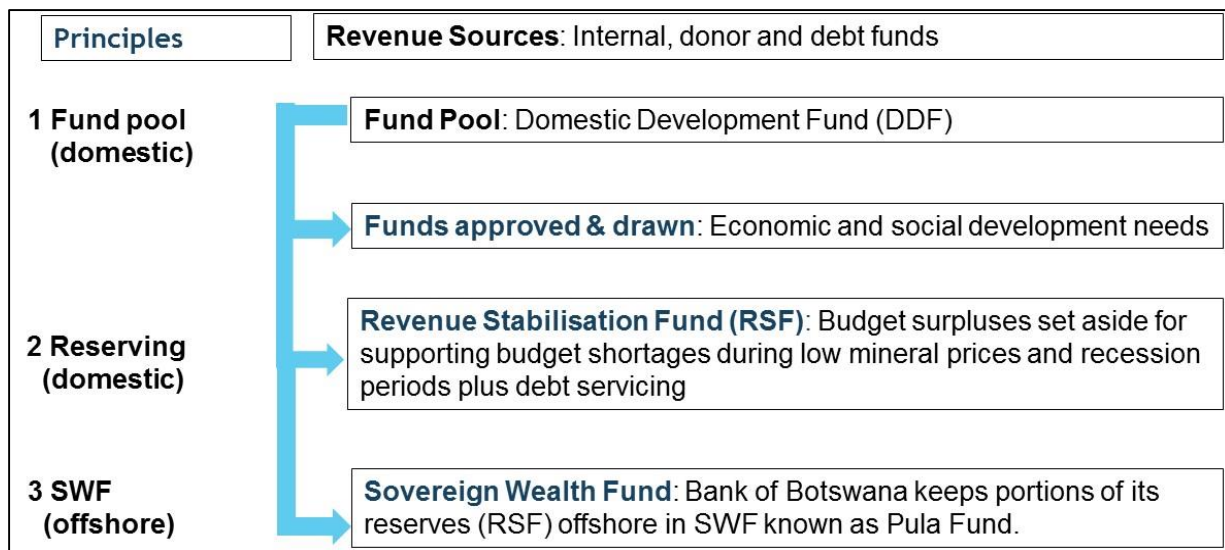 Principles
Revenue Sources: Internal, donor and debt funds
1 Fund pool
(domestic)
Fund Pool: Domestic Development Fund (DDF)
Funds approved & drawn: Economic and social development needs
2 Reserving
(domestic)
Revenue Stabilisation Fund (RSF): Budget surpluses set aside for
supporting budget shortages during low mineral prices and recession
periods plus debt servicing
3 SWF
(offshore)
Sovereign Wealth Fund: Bank of Botswana keeps portions of its
reserves (RSF) offshore in SWF known as Pula Fund.